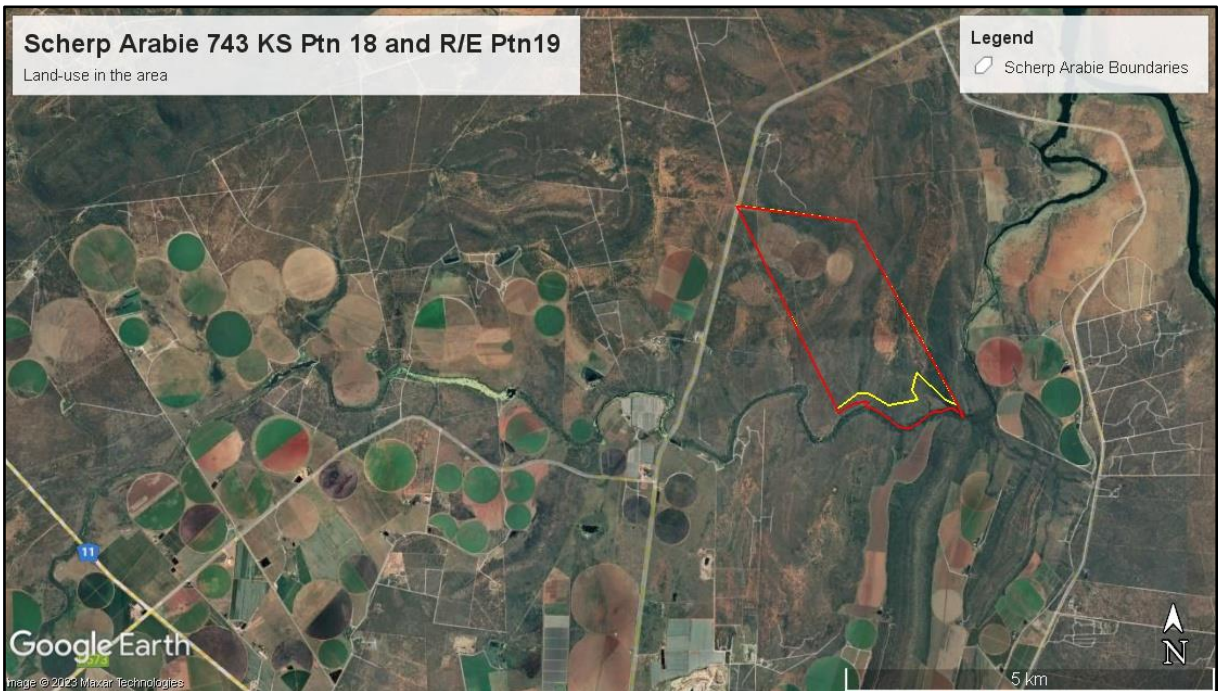 Scherp Arabie 743 KS Ptn 18 and R/E Ptn19
Land-use in the area
Legend
Scherp Arabie Boundaries
11
Google Earth
R573
Image © 2023 Maxar Technologies
N
5 km